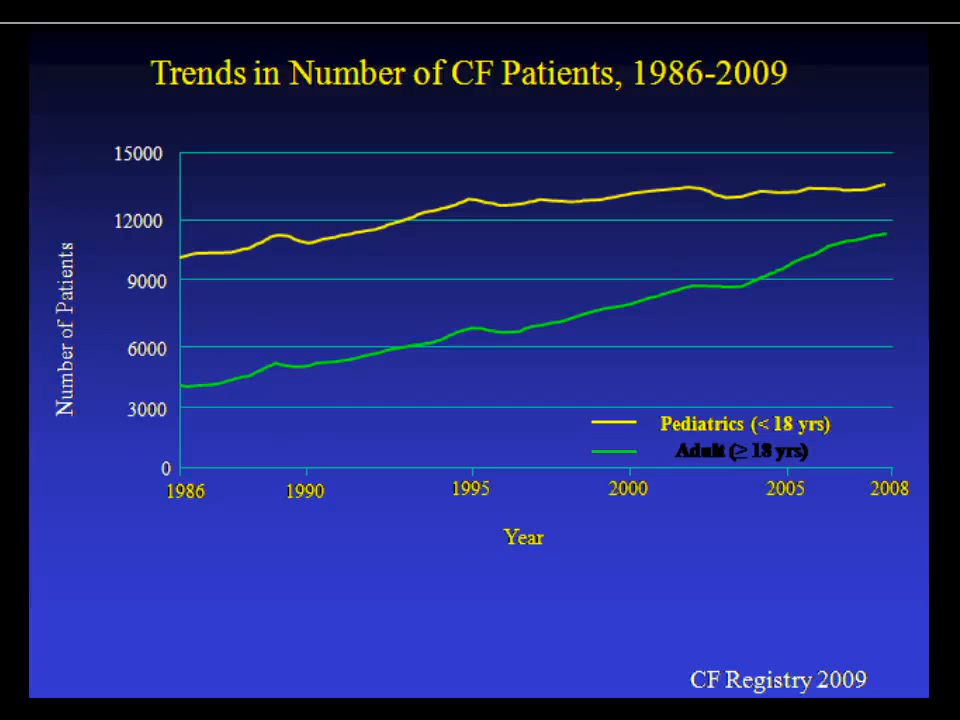 Trends in Number of CF Patients, 1986-2009
15000
12000
9000
6000
3000
0
Number of Patients
Pediatrics (< 18 yrs)
Adult (≥ 18 yrs)
1986 1990 1995 2000 2005 2008
Year
CF Registry 2009